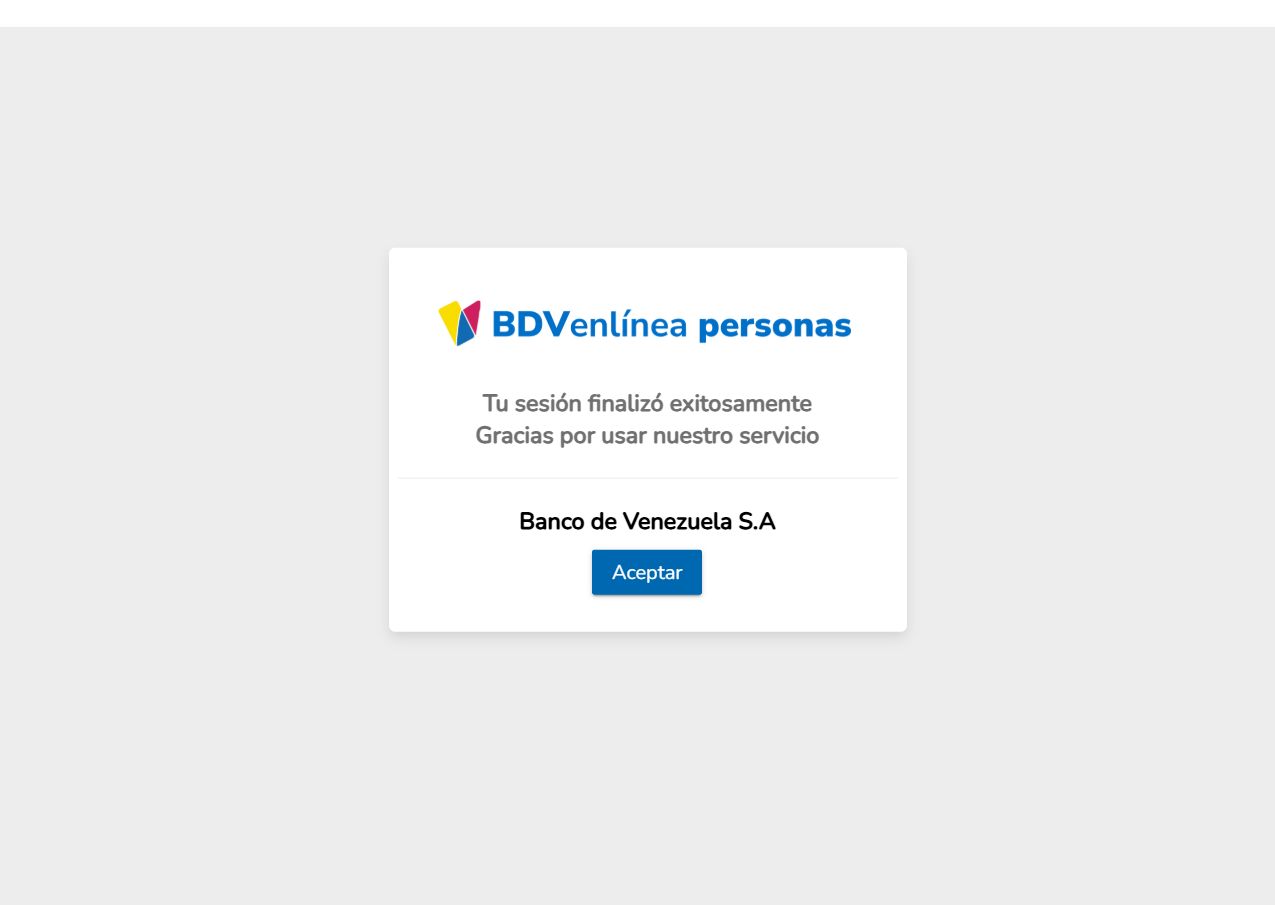 BDVenlínea personas
Tu sesión finalizó exitosamente
Gracias por usar nuestro servicio
Banco de Venezuela S.A
Aceptar